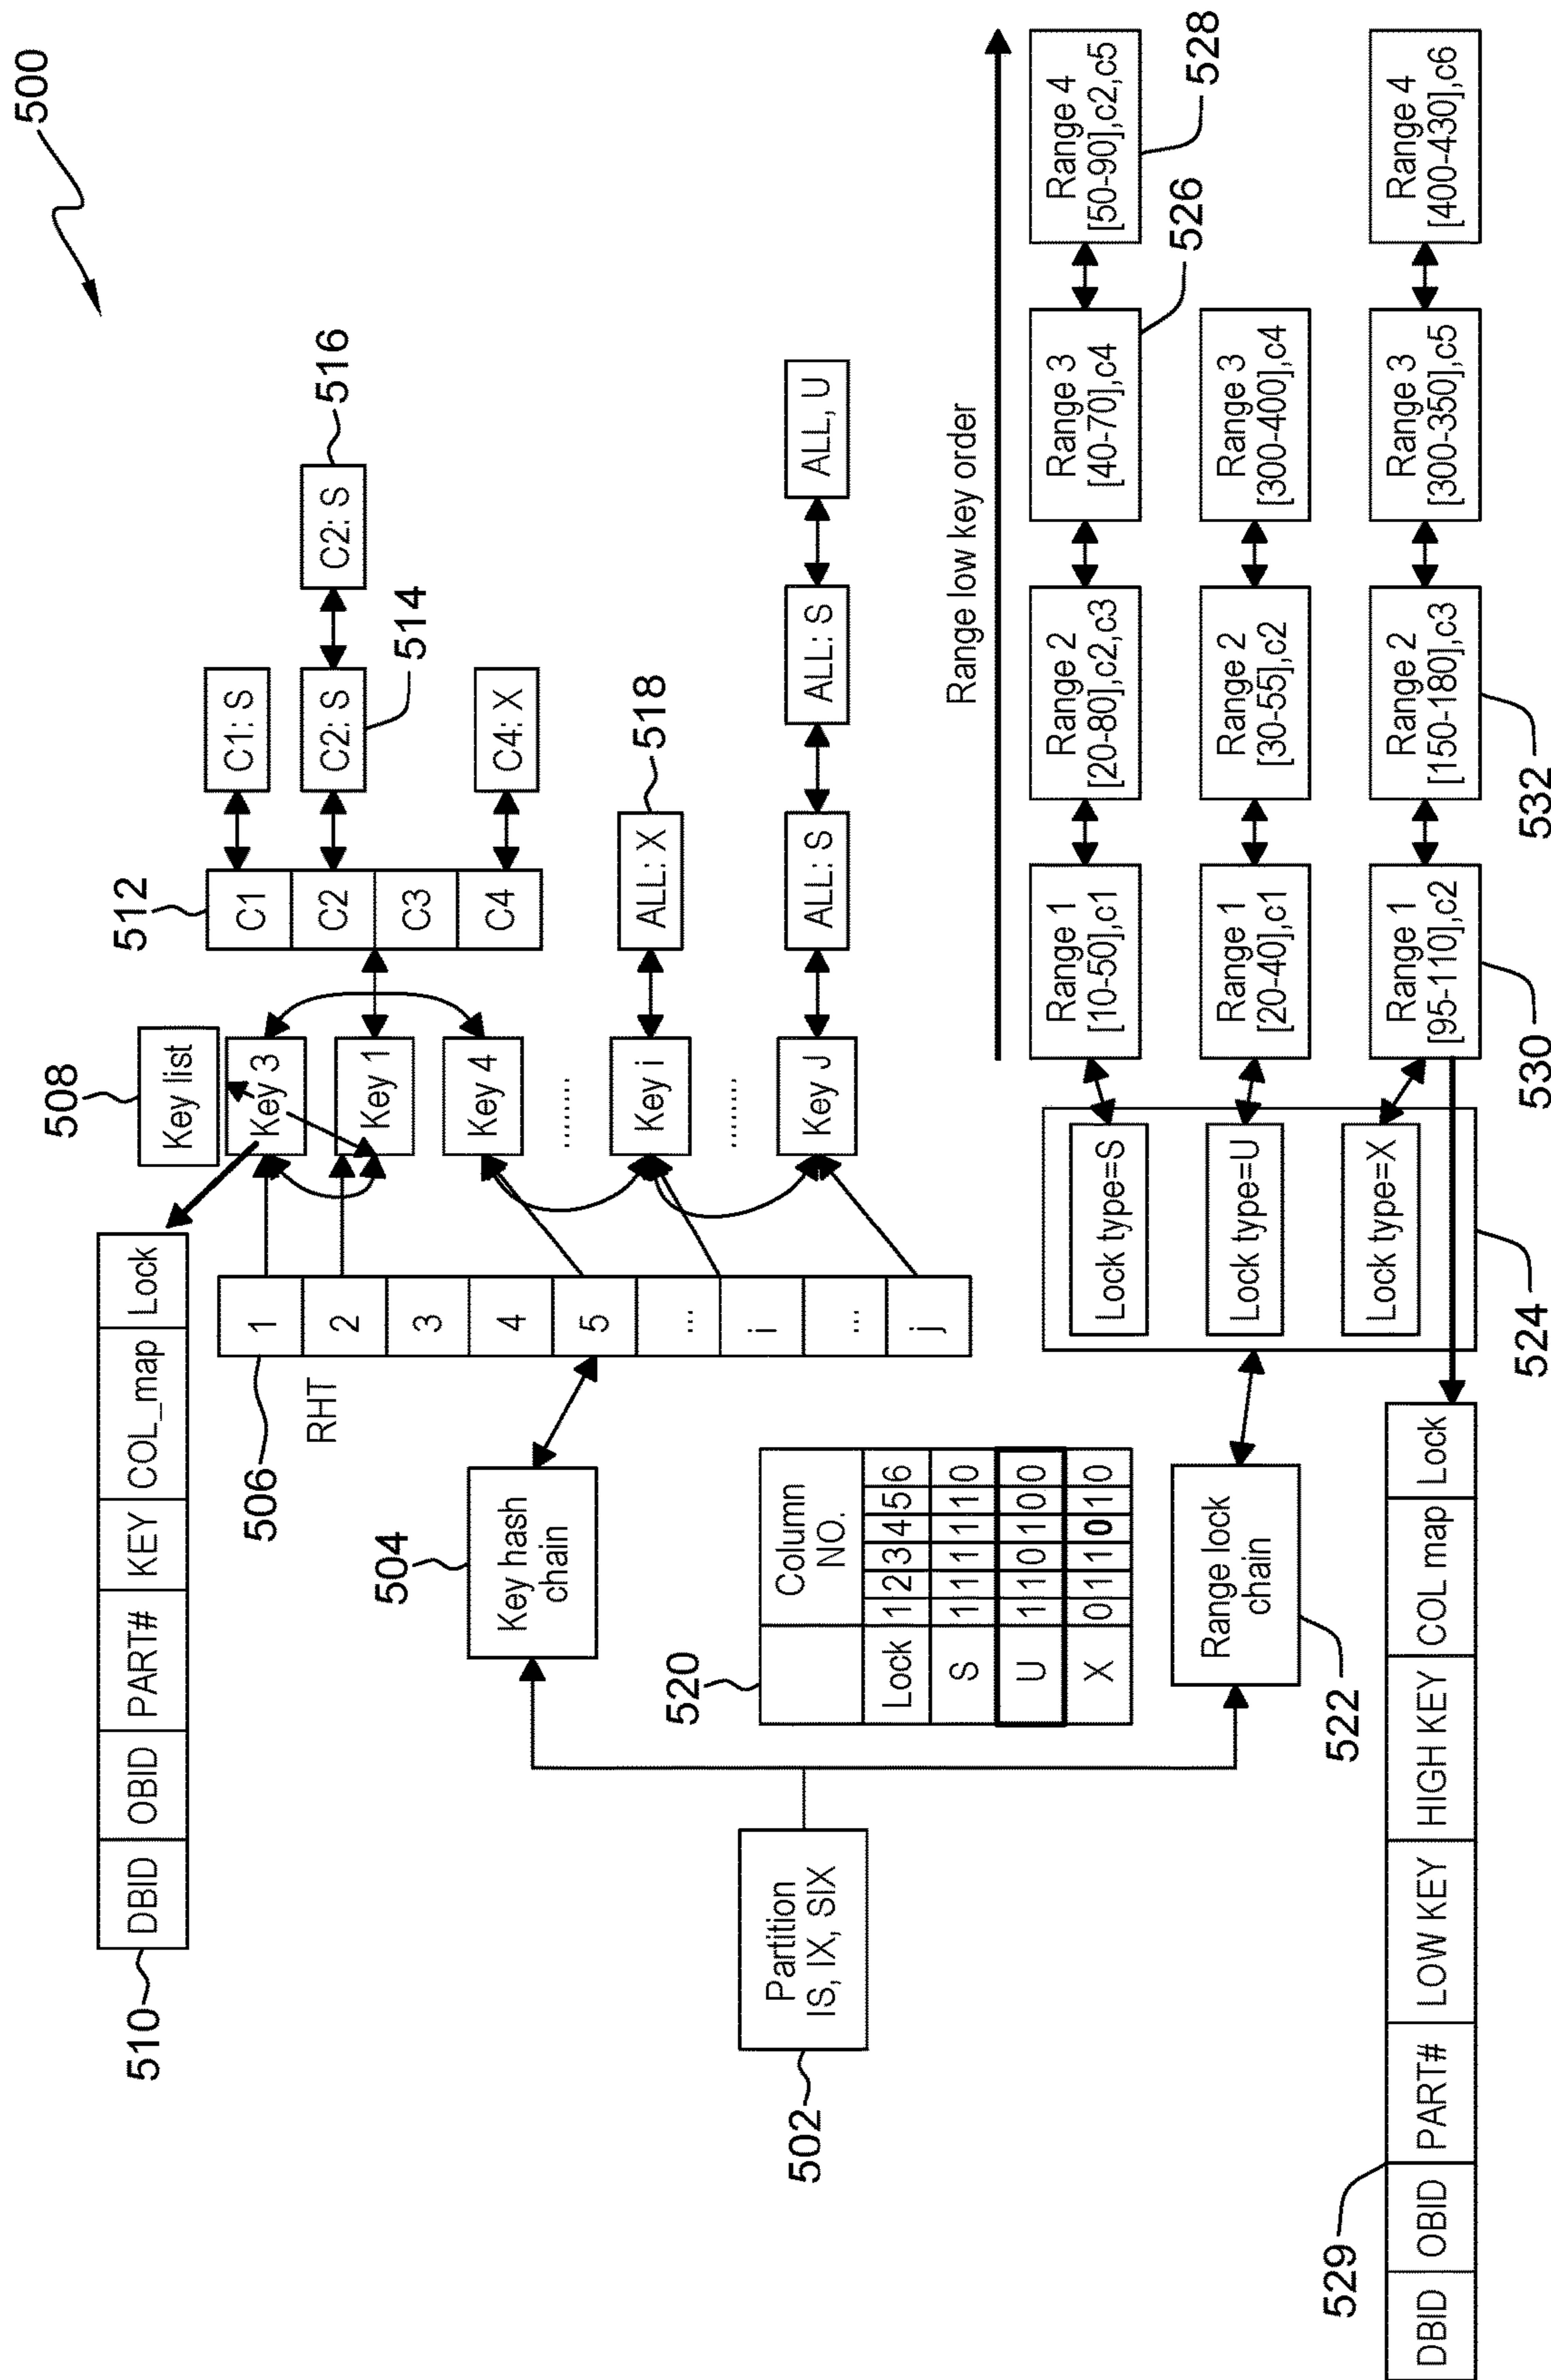 500
510
DBID OBID PART# KEY COL_map Lock
508
Key list
512
C1
C2
C3
C4
C1: S
C2: S
C2: S
516
514
C4: X
506
RHT
1
2
3
4
5
...
i
...
j
Key 3
Key 1
Key 4
........
Key i
........
Key J
ALL: X
518
ALL: S
ALL: S
ALL, U
504
Key hash
chain
502
Partition
IS, IX, SIX
520
Column
NO.
Lock 1 2 3 4 5 6
S 1 1 1 1 1 0
U 1 1 0 1 0 0
X 0 1 1 0 1 0
Range lock
chain
522
Range low key order
Lock type=S
Lock type=U
Lock type=X
524
Range 1
[10-50],c1
Range 2
[20-80],c2,c3
Range 3
[40-70],c4
Range 4
[50-90],c2,c5
526
528
Range 1
[20-40],c1
Range 2
[30-55],c2
Range 3
[300-400],c4
Range 1
[95-110],c2
Range 2
[150-180],c3
Range 3
[300-350],c5
Range 4
[400-430],c6
530
532
529
DBID OBID PART# LOW KEY HIGH KEY COL map Lock